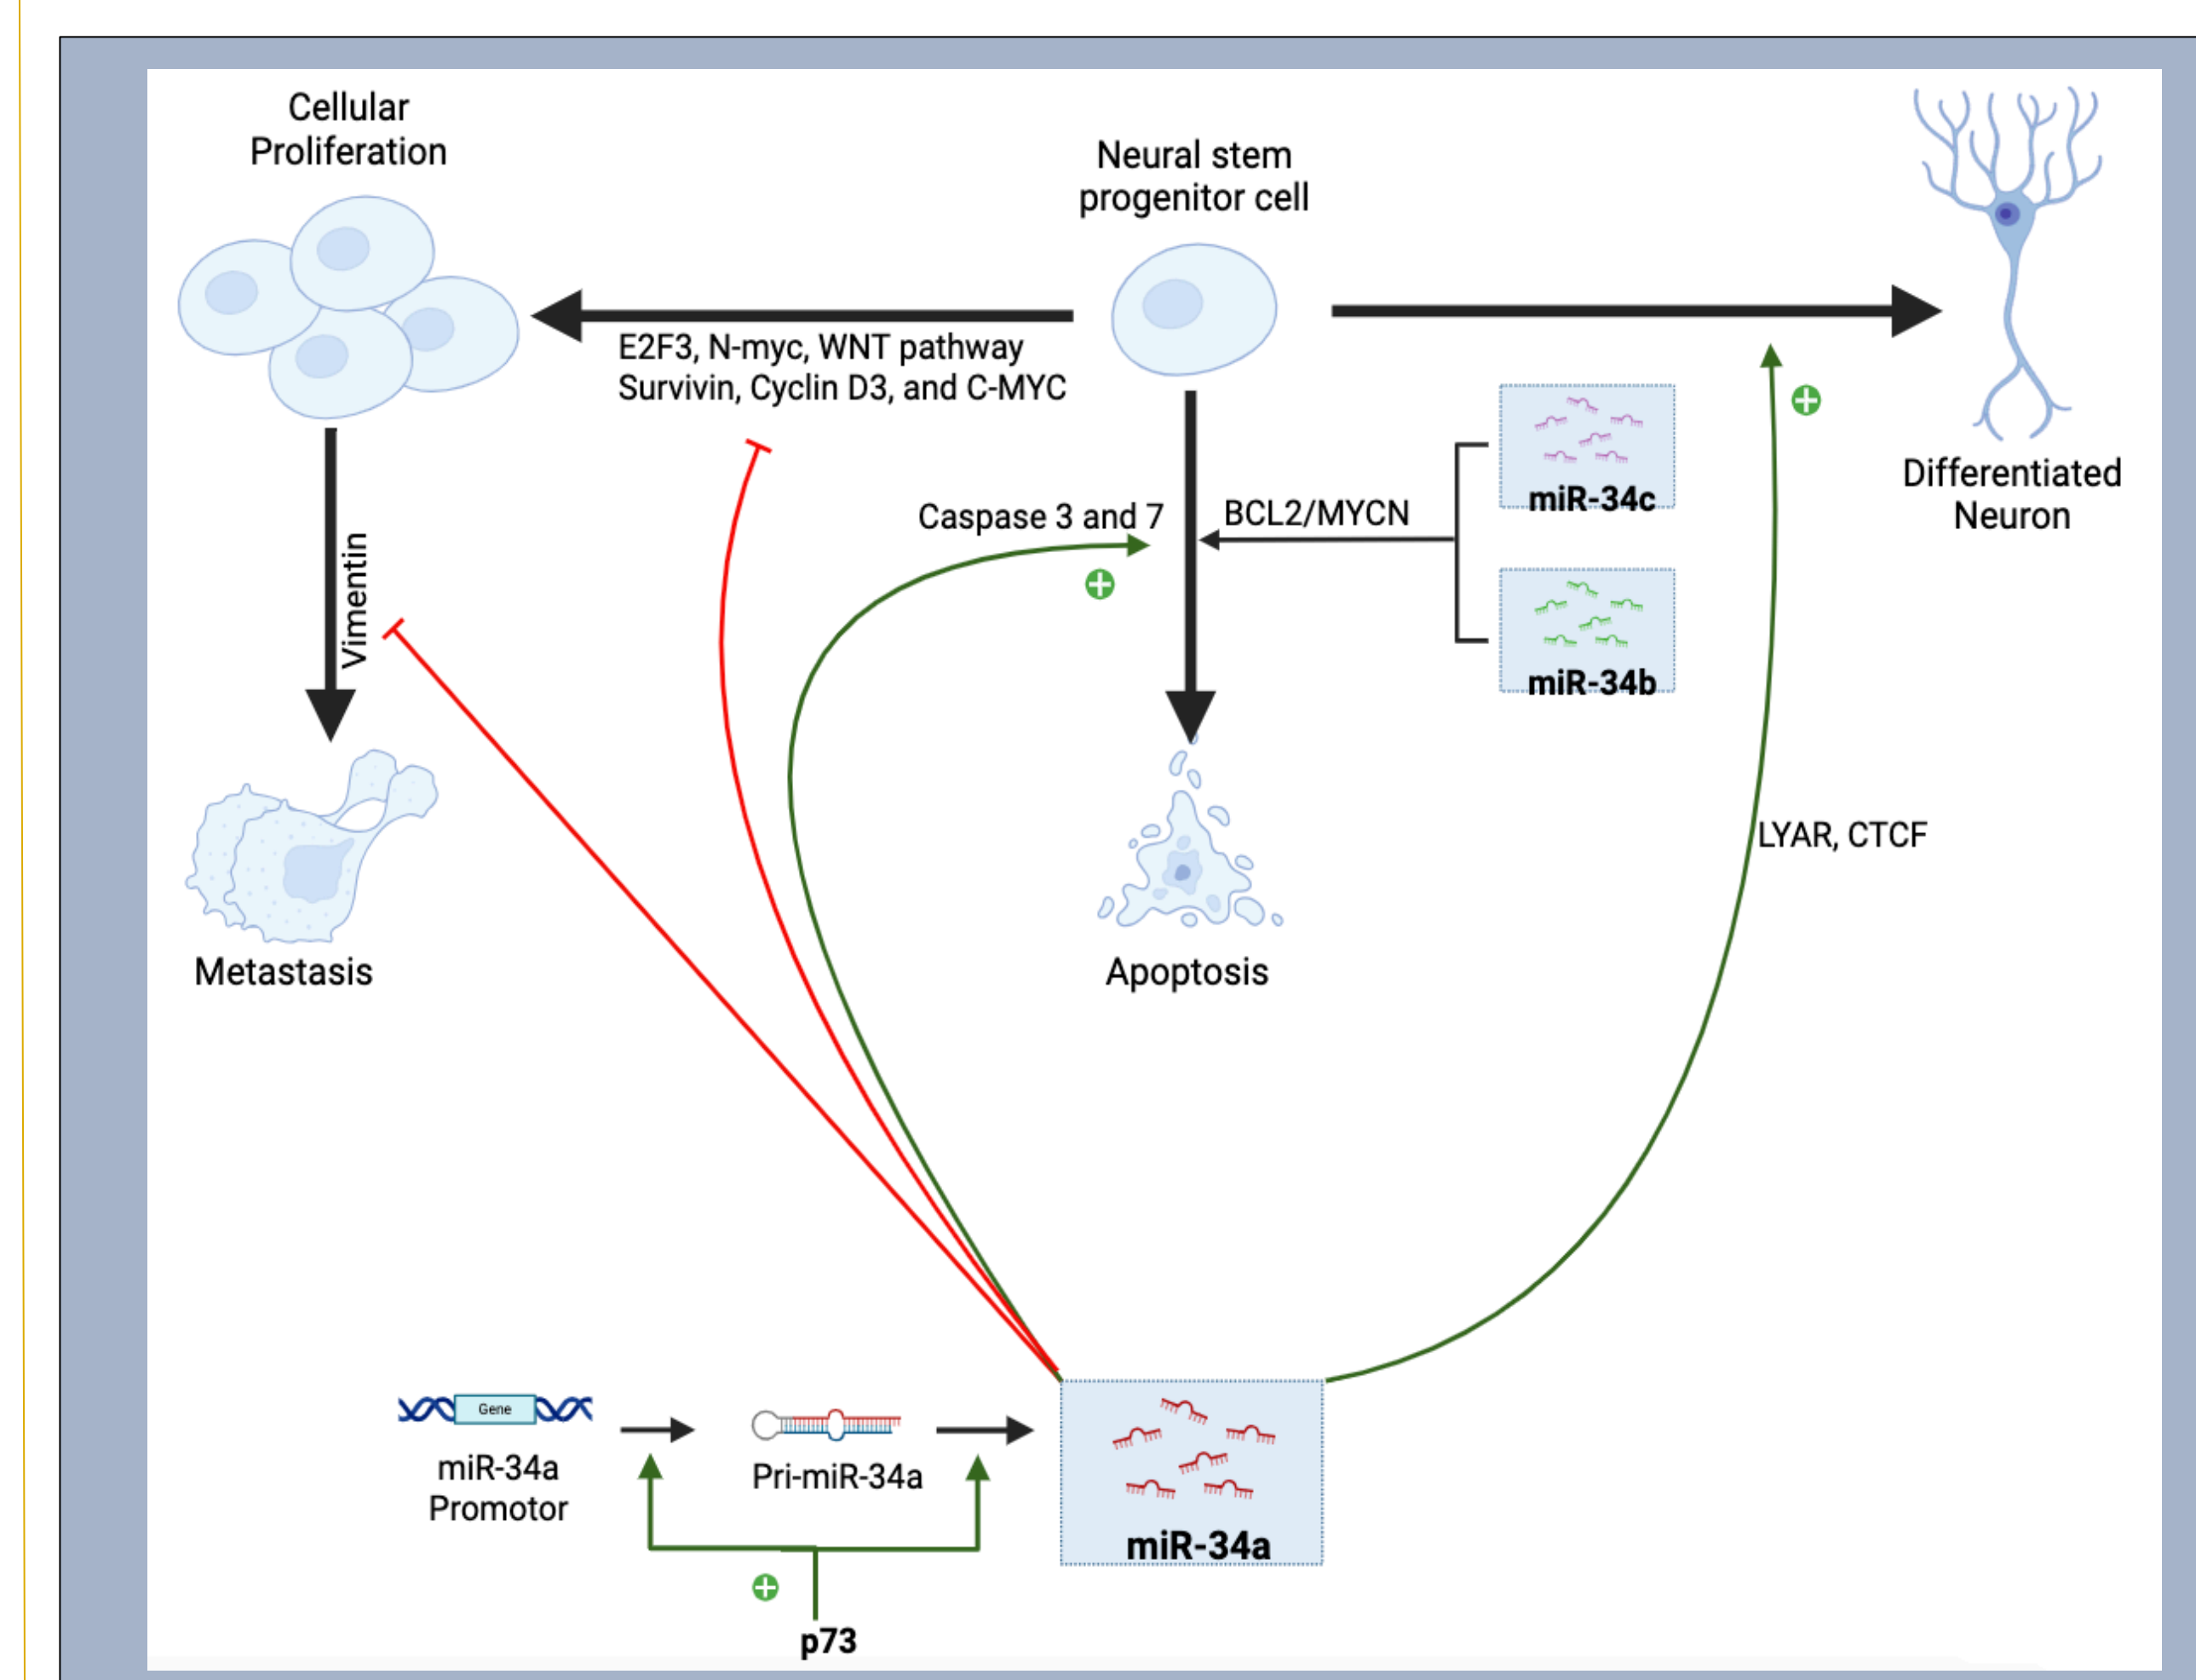 Cellular
Proliferation
Neural stem
progenitor cell
E2F3, N-myc, WNT pathway
Survivin, Cyclin D3, and C-MYC
miR-34c
Differentiated
Neuron
Caspase 3 and 7
BCL2/MYCN
Vimentin
miR-34b
LYAR, CTCF
Metastasis
Apoptosis
Gene
miR-34a
Promotor
Pri-miR-34a
miR-34a
p73